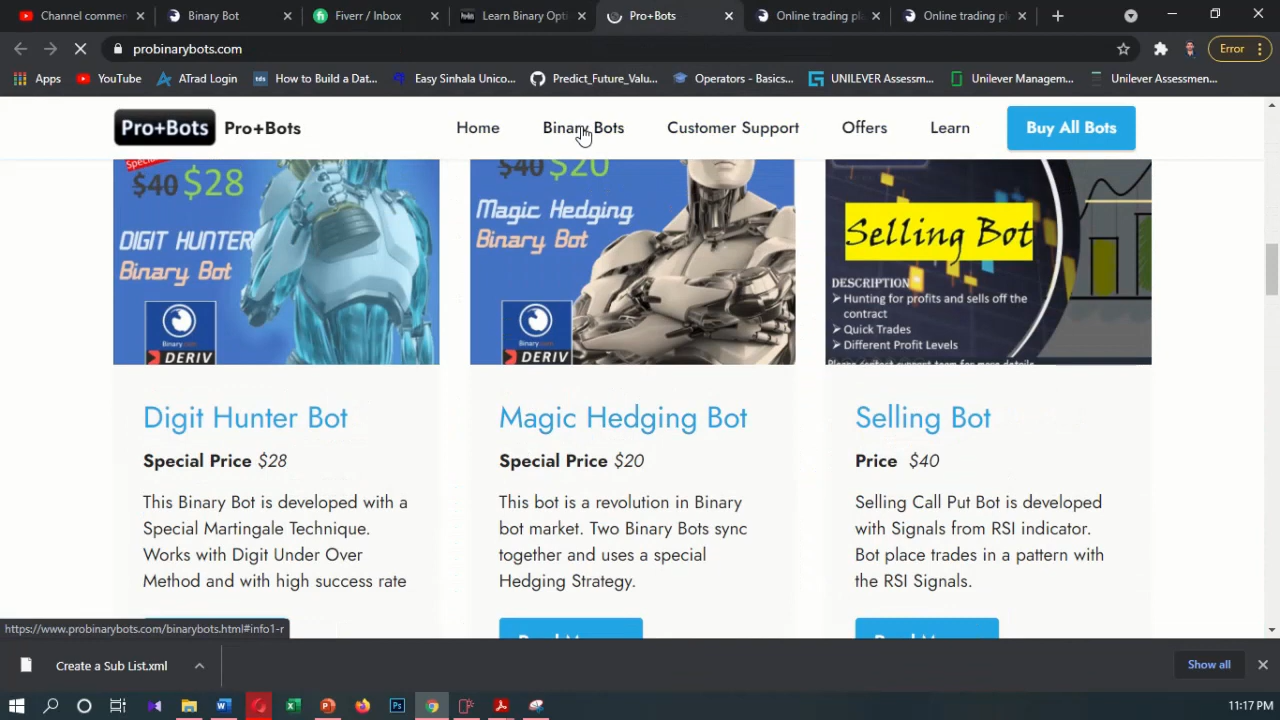 Channel commen
Binary Bot
Fiverr / Inbox
Learn Binary Opti
Pro+Bots
Online trading pla
Online trading pl
probinarybots.com
Error
Apps
YouTube
ATrad Login
How to Build a Dat...
Easy Sinhala Unico...
Predict_Future_Valu...
Operators - Basics...
UNILEVER Assessm...
Unilever Managem...
Unilever Assessmen...
Pro+Bots
Pro+Bots
Home
Binary Bots
Customer Support
Offers
Learn
Buy All Bots
$40 $28
DIGIT HUNTER
Binary Bot
Binary.com
DERIV
$40 $20
Magic Hedging
Binary Bot
Binary.com
DERIV
Selling Bot
DESCRIPTION
Hunting for profits and sells off the
contract
Quick Trades
Different Profit Levels
Digit Hunter Bot
Special Price $28
This Binary Bot is developed with a
Special Martingale Technique.
Works with Digit Under Over
Method and with high success rate
Magic Hedging Bot
Special Price $20
This bot is a revolution in Binary
bot market. Two Binary Bots sync
together and uses a special
Hedging Strategy.
Selling Bot
Price $40
Selling Call Put Bot is developed
with Signals from RSI indicator.
Bot place trades in a pattern with
the RSI Signals.
https://www.probinarybots.com/binarybots.html#info1-r
Create a Sub List.xml
Show all
11:17 PM